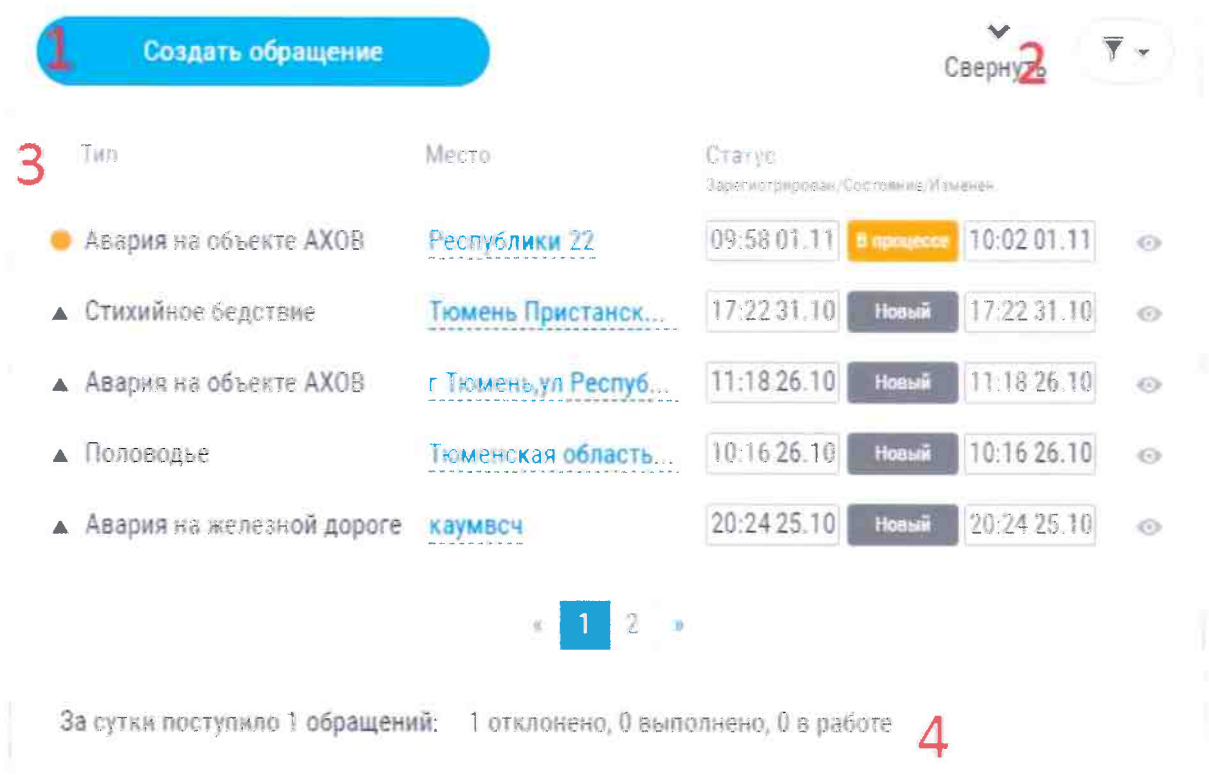 1 Создать обращение
Свернуть 2
3 Тип Место Статус
Зарегистрирован/Состояние/Изменен
Авария на объекте АХОВ Республики 22 09:58 01.11 В процессе 10:02 01.11
Стихийное бедствие Тюмень Пристанск... 17:22 31.10 Новый 17:22 31.10
Авария на объекте АХОВ г Тюмень,ул Респуб... 11:18 26.10 Новый 11:18 26.10
Половодье Тюменская область... 10:16 26.10 Новый 10:16 26.10
Авария на железной дороге каумвсч 20:24 25.10 Новый 20:24 25.10
« 1 2 »
За сутки поступило 1 обращений: 1 отклонено, 0 выполнено, 0 в работе 4